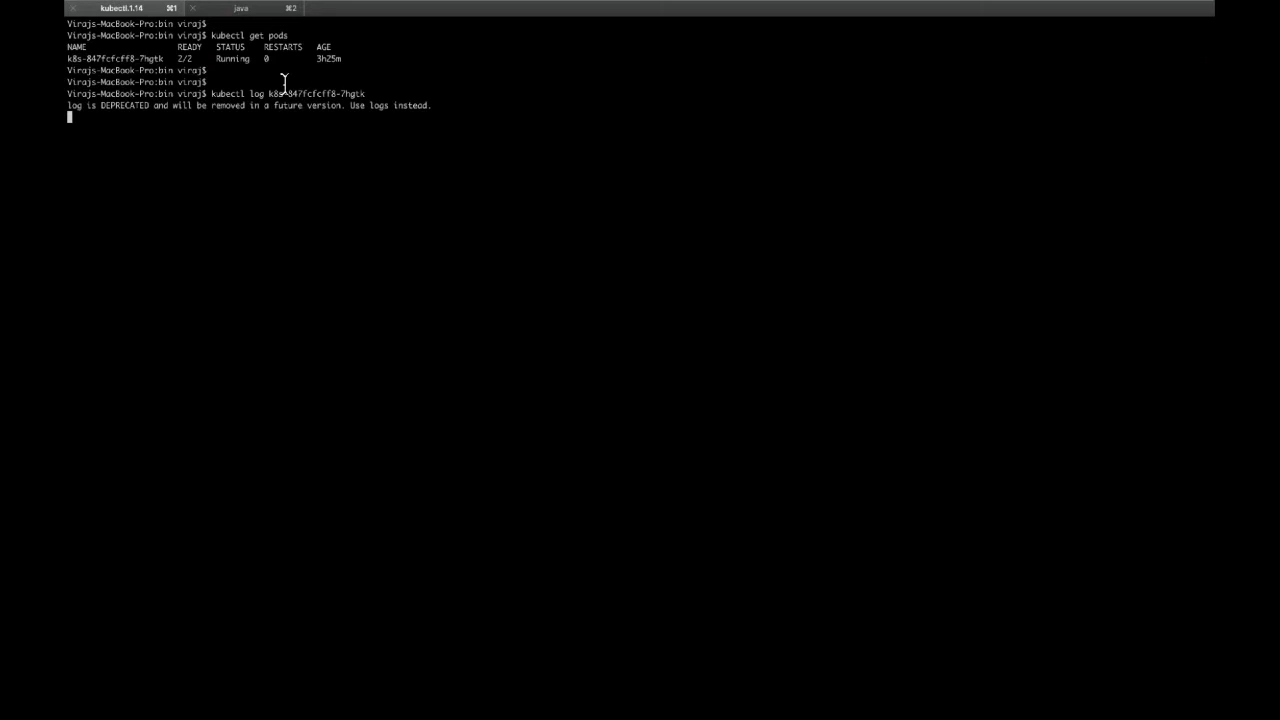 kubectl.1.14 ⌘1 java ⌘2
Virajs-MacBook-Pro:bin viraj$
Virajs-MacBook-Pro:bin viraj$ kubectl get pods
NAME READY STATUS RESTARTS AGE
k8s-847fcfcff8-7hgtk 2/2 Running 0 3h25m
Virajs-MacBook-Pro:bin viraj$
Virajs-MacBook-Pro:bin viraj$
Virajs-MacBook-Pro:bin viraj$ kubectl log k8s-847fcfcff8-7hgtk
log is DEPRECATED and will be removed in a future version. Use logs instead.